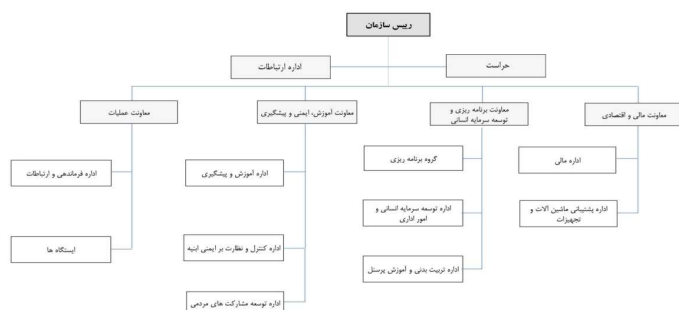 رییس سازمان
حراست
اداره ارتباطات
معاونت مالی و اقتصادی
معاونت برنامه ریزی و
توسعه سرمایه انسانی
معاونت آموزش، ایمنی و پیشگیری
معاونت عملیات
اداره مالی
اداره پشتیبانی ماشین آلات و
تجهیزات
گروه برنامه ریزی
اداره توسعه سرمایه انسانی و
امور اداری
اداره تربیت بدنی و آموزش پرسنل
اداره آموزش و پیشگیری
اداره کنترل و نظارت بر ایمنی ابنیه
اداره توسعه مشارکت های مردمی
اداره فرماندهی و ارتباطات
ایستگاه ها